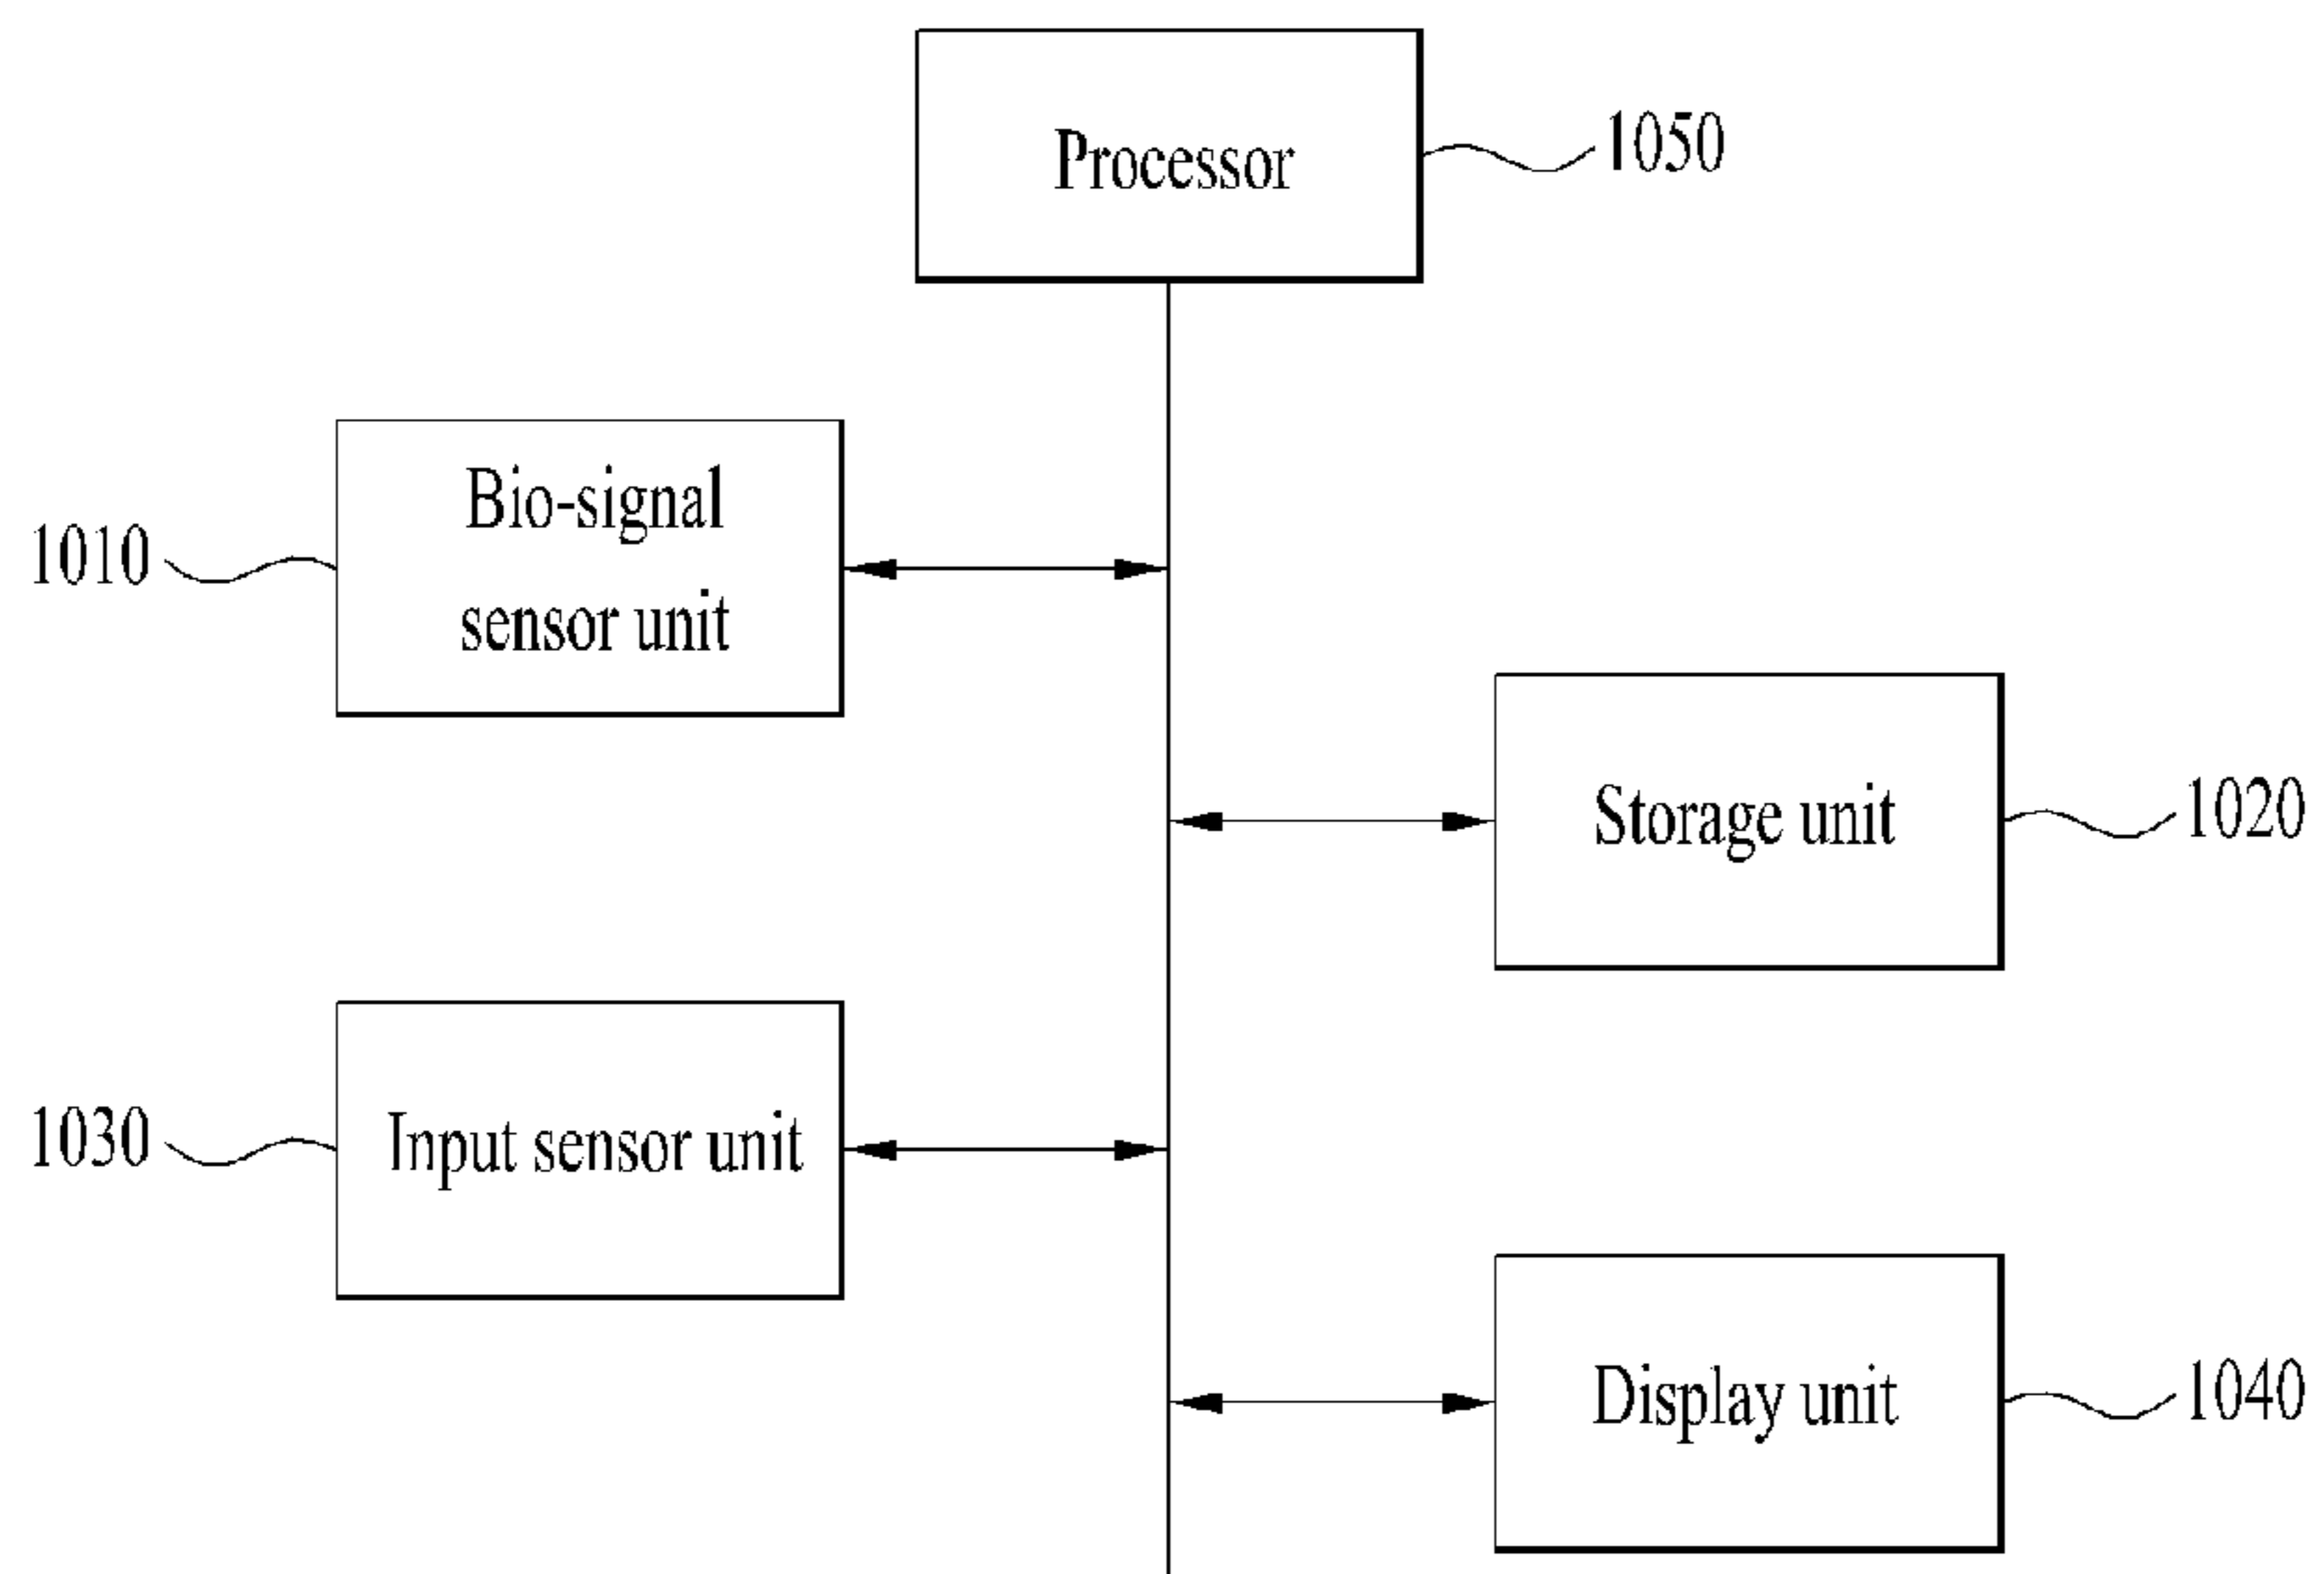 Processor
1050
Bio-signal
sensor unit
1010
Storage unit
1020
1030
Input sensor unit
Display unit
1040